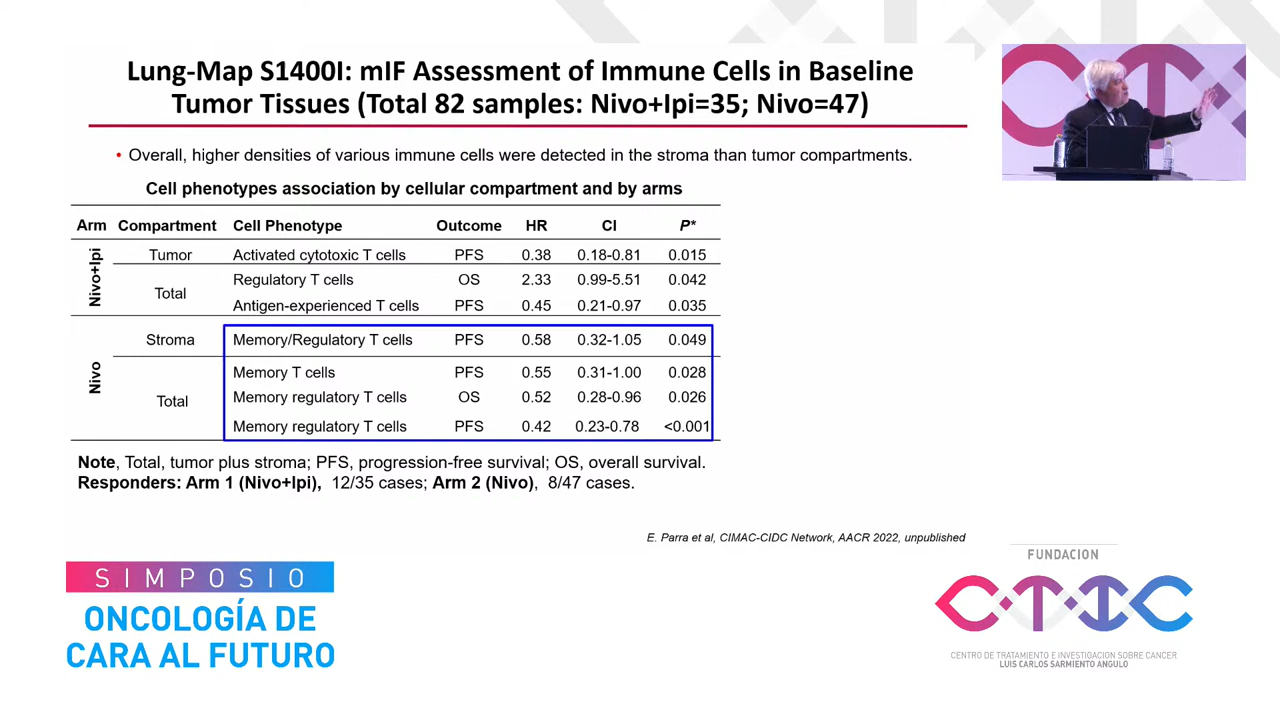 Lung-Map S1400I: mIF Assessment of Immune Cells in Baseline
Tumor Tissues (Total 82 samples: Nivo+Ipi=35; Nivo=47)
• Overall, higher densities of various immune cells were detected in the stroma than tumor compartments.
Cell phenotypes association by cellular compartment and by arms
Arm Compartment Cell Phenotype Outcome HR CI P*
Nivo+Ipi
Tumor Activated cytotoxic T cells PFS 0.38 0.18-0.81 0.015
Total
Regulatory T cells OS 2.33 0.99-5.51 0.042
Antigen-experienced T cells PFS 0.45 0.21-0.97 0.035
Nivo
Stroma Memory/Regulatory T cells PFS 0.58 0.32-1.05 0.049
Total
Memory T cells PFS 0.55 0.31-1.00 0.028
Memory regulatory T cells OS 0.52 0.28-0.96 0.026
Memory regulatory T cells PFS 0.42 0.23-0.78 <0.001
Note, Total, tumor plus stroma; PFS, progression-free survival; OS, overall survival.
Responders: Arm 1 (Nivo+Ipi), 12/35 cases; Arm 2 (Nivo), 8/47 cases.
E. Parra et al, CIMAC-CIDC Network, AACR 2022, unpublished
SIMPOSIO
ONCOLOGÍA DE
CARA AL FUTURO
FUNDACION
CTIC
CENTRO DE TRATAMIENTO E INVESTIGACION SOBRE CANCER
LUIS CARLOS SARMIENTO ANGULO